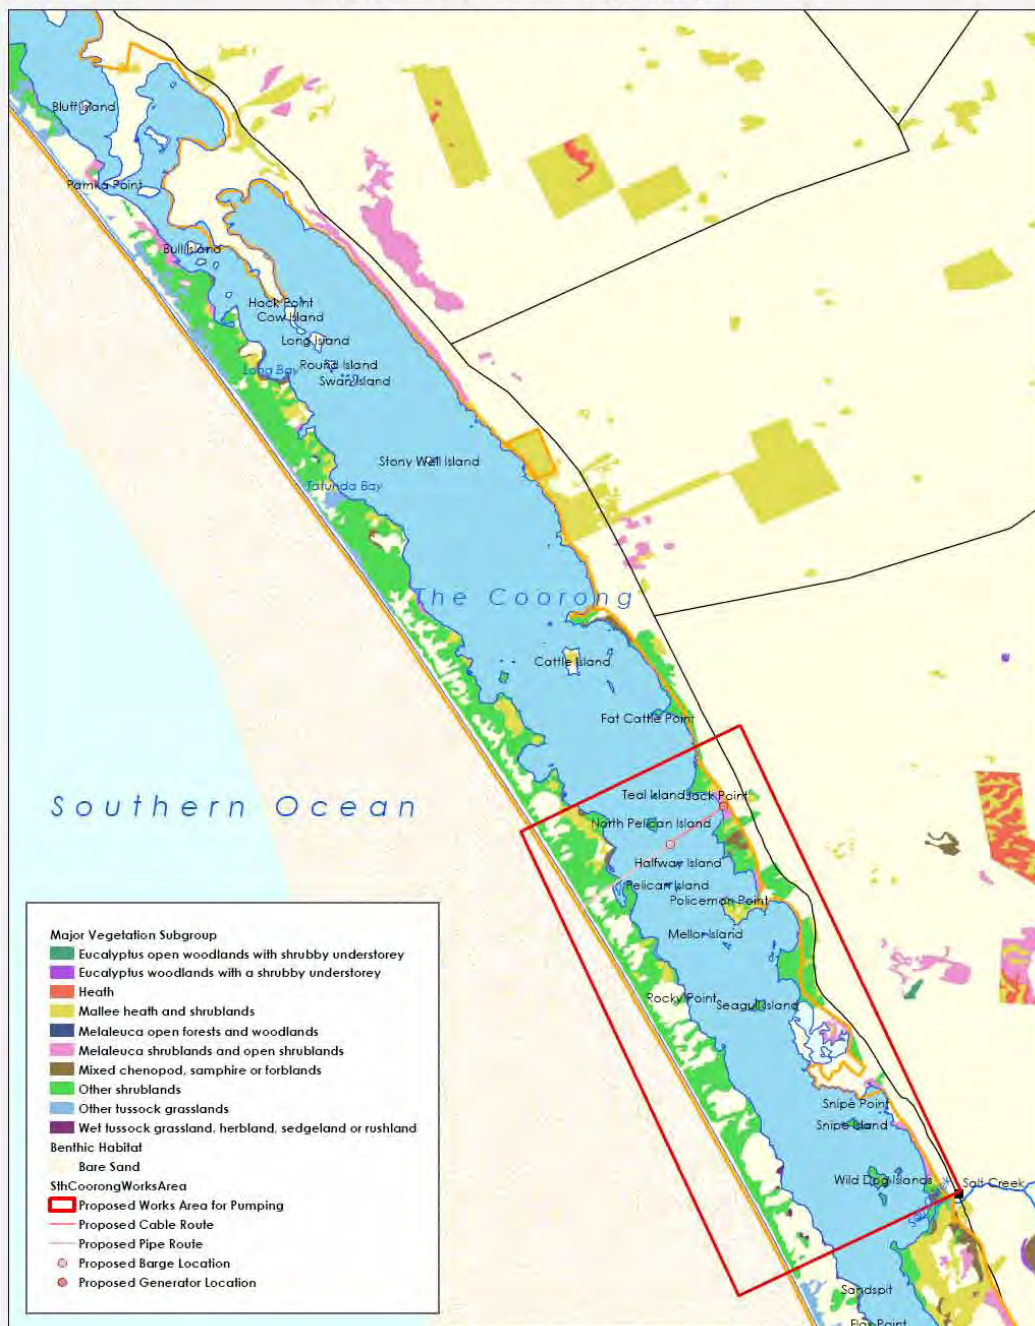 Bluff Island
Parnka Point
Bull Island
Hack Point
Cow Island
Long Island
Long Bay
Round Island
Swan Island
Stony Well Island
Tatunda Bay
The Coorong
Cattle Island
Fat Cattle Point
Southern Ocean
Teal Island
Jack Point
North Pelican Island
Halfway Island
Pelican Island
Policeman Point
Mellor Island
Rocky Point
Seagull Island
Snipe Point
Snipe Island
Wild Dog Islands
Salt Creek
Sandspit
Major Vegetation Subgroup
Eucalyptus open woodlands with shrubby understorey
Eucalyptus woodlands with a shrubby understorey
Heath
Mallee heath and shrublands
Melaleuca open forests and woodlands
Melaleuca shrublands and open shrublands
Mixed chenopod, samphire or forblands
Other shrublands
Other tussock grasslands
Wet tussock grassland, herbland, sedgeland or rushland
Benthic Habitat
Bare Sand
SthCoorongWorksArea
Proposed Works Area for Pumping
Proposed Cable Route
Proposed Pipe Route
Proposed Barge Location
Proposed Generator Location